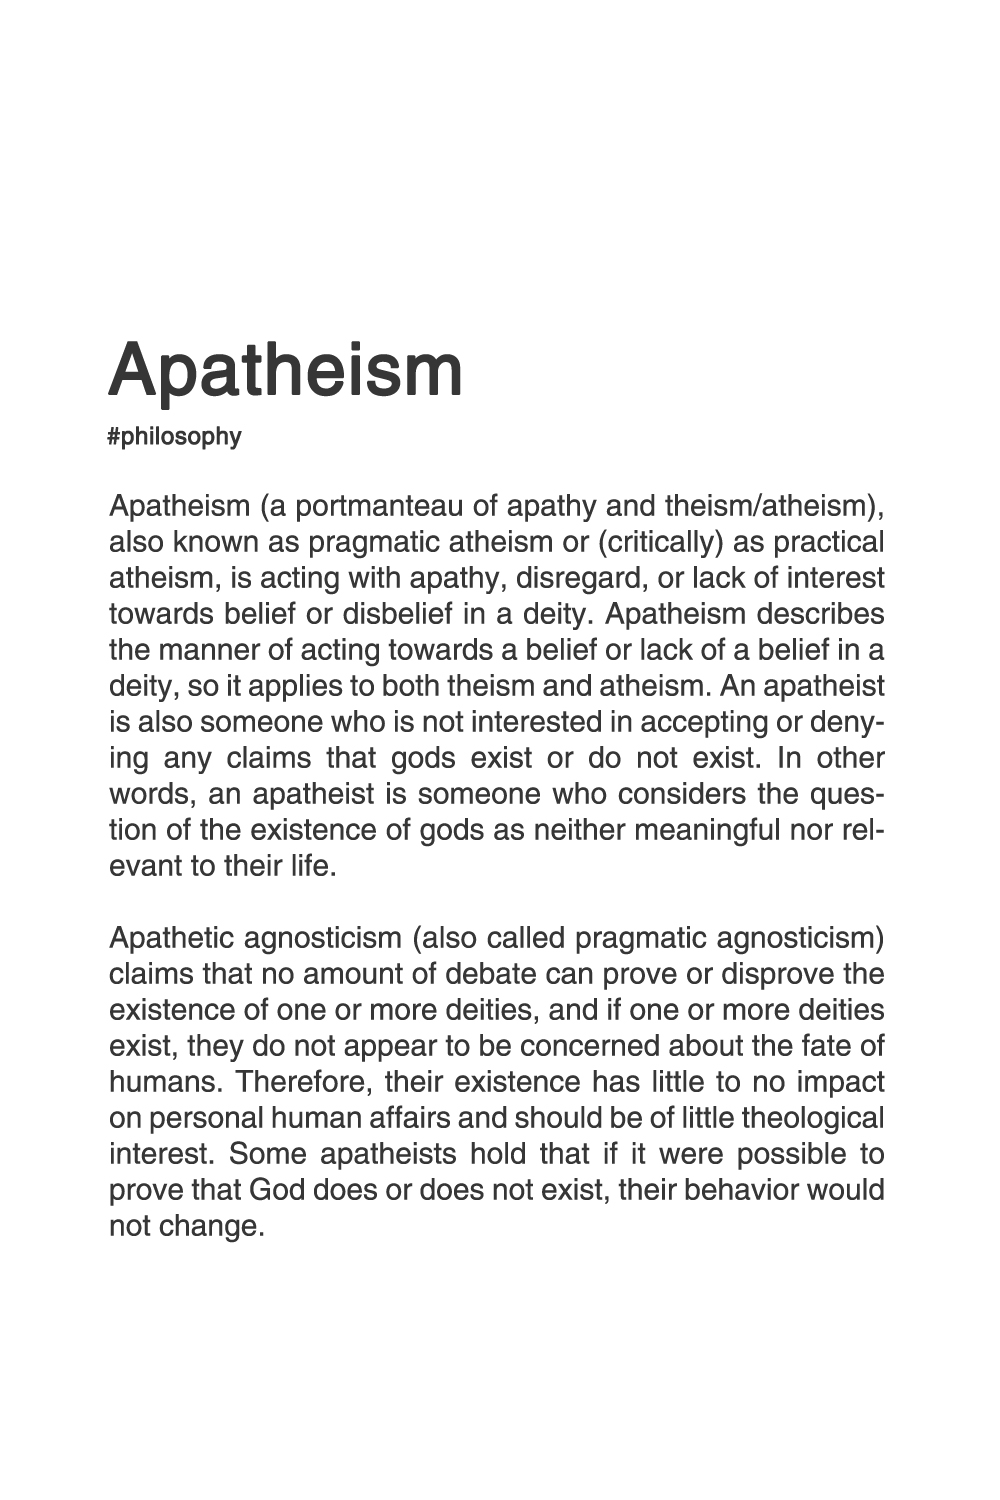 Apatheism
#philosophy
Apatheism (a portmanteau of apathy and theism/atheism),
also known as pragmatic atheism or (critically) as practical
atheism, is acting with apathy, disregard, or lack of interest
towards belief or disbelief in a deity. Apatheism describes
the manner of acting towards a belief or lack of a belief in a
deity, so it applies to both theism and atheism. An apatheist
is also someone who is not interested in accepting or deny-
ing any claims that gods exist or do not exist. In other
words, an apatheist is someone who considers the ques-
tion of the existence of gods as neither meaningful nor rel-
evant to their life.
Apathetic agnosticism (also called pragmatic agnosticism)
claims that no amount of debate can prove or disprove the
existence of one or more deities, and if one or more deities
exist, they do not appear to be concerned about the fate of
humans. Therefore, their existence has little to no impact
on personal human affairs and should be of little theological
interest. Some apatheists hold that if it were possible to
prove that God does or does not exist, their behavior would
not change.